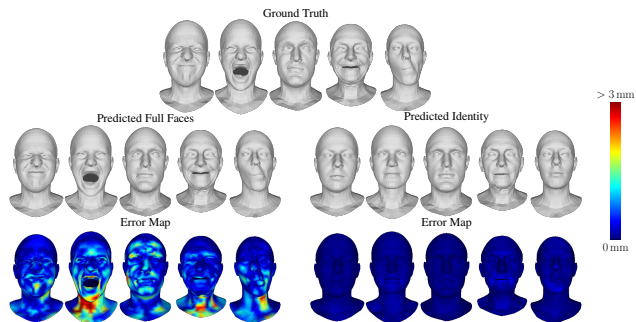 Ground Truth
> 3 mm
Predicted Full Faces
Predicted Identity
Error Map
Error Map
0 mm